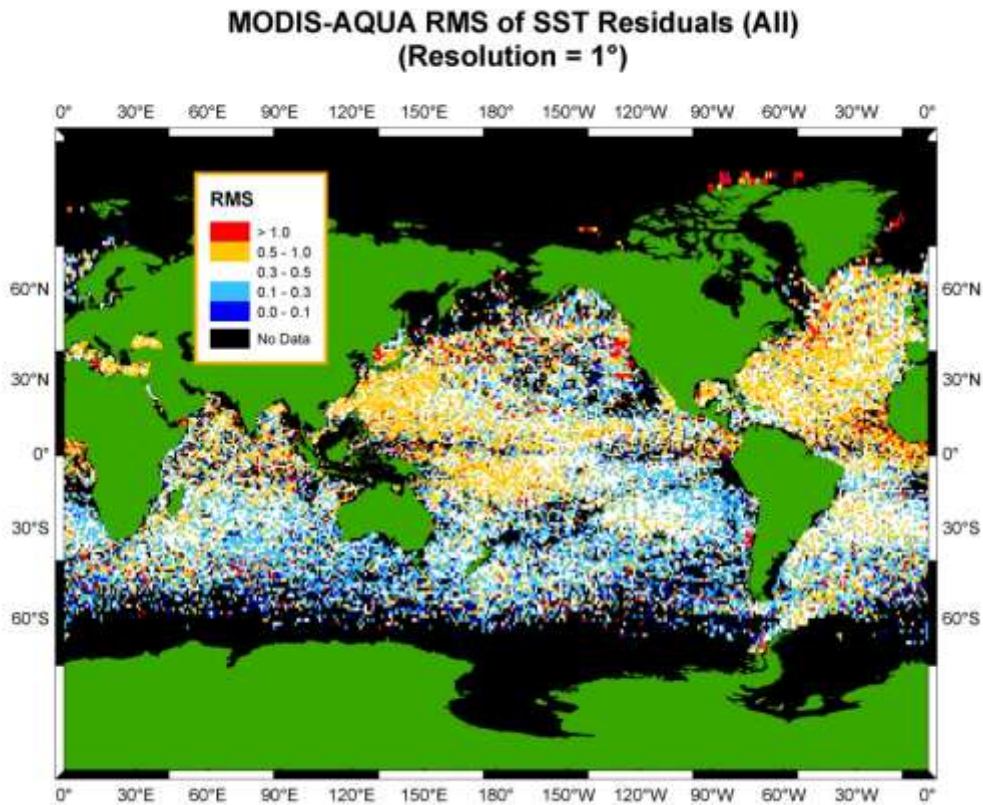 MODIS-AQUA RMS of SST Residuals (All)
(Resolution = 1°)
0° 30°E 60°E 90°E 120°E 150°E 180° 150°W 120°W 90°W 60°W 30°W 0°
RMS
> 1.0
0.5 - 1.0
0.3 - 0.5
0.1 - 0.3
0.0 - 0.1
No Data
60°N 60°N
30°N 30°N
0° 0°
30°S 30°S
60°S 60°S
0° 30°E 60°E 90°E 120°E 150°E 180° 150°W 120°W 90°W 60°W 30°W 0°